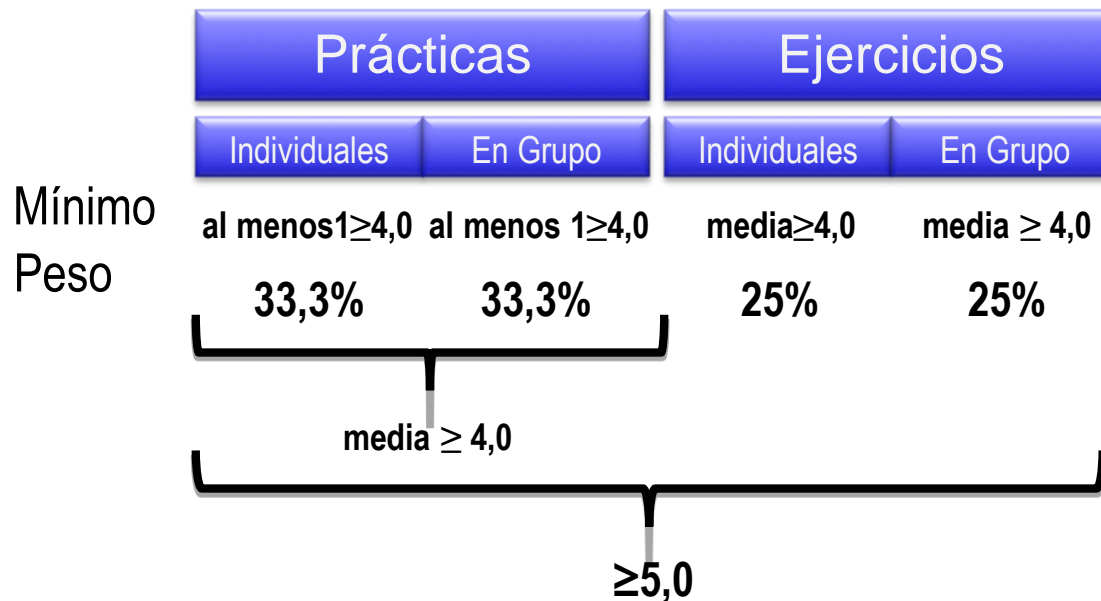 Prácticas Ejercicios
Individuales En Grupo Individuales En Grupo
Mínimo al menos1≥4,0 al menos 1≥4,0 media≥4,0 media ≥ 4,0
Peso 33,3% 33,3% 25% 25%
media ≥ 4,0
≥5,0